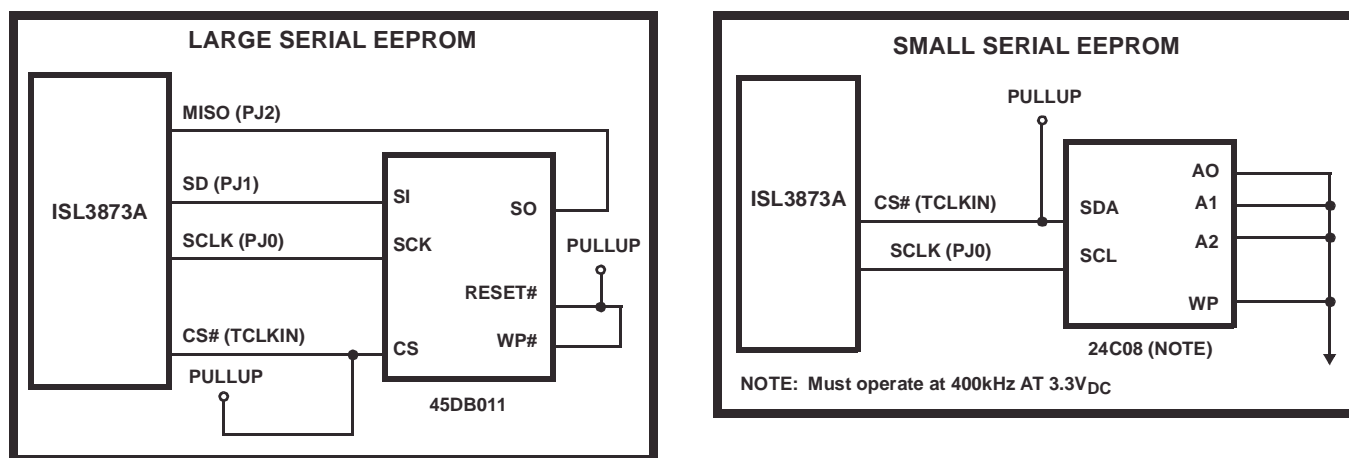 LARGE SERIAL EEPROM
ISL3873A
MISO (PJ2)
SD (PJ1)
SCLK (PJ0)
CS# (TCLKIN)
PULLUP
SI
SO
SCK
RESET#
WP#
CS
PULLUP
45DB011
SMALL SERIAL EEPROM
PULLUP
ISL3873A
CS# (TCLKIN)
SCLK (PJ0)
SDA
SCL
AO
A1
A2
WP
24C08 (NOTE)
NOTE: Must operate at 400kHz AT 3.3VDC